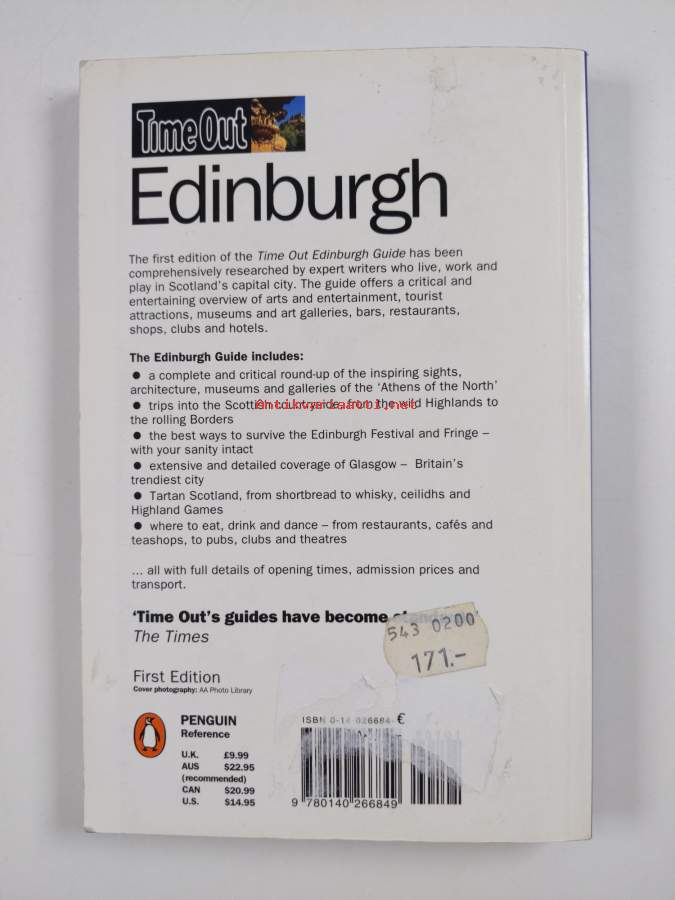 Time Out
Edinburgh
The first edition of the Time Out Edinburgh Guide has been
comprehensively researched by expert writers who live, work and
play in Scotland's capital city. The guide offers a critical and
entertaining overview of arts and entertainment, tourist
attractions, museums and art galleries, bars, restaurants,
shops, clubs and hotels.
The Edinburgh Guide includes:
● a complete and critical round-up of the inspiring sights,
architecture, museums and galleries of the 'Athens of the North'
● trips into the Scottish countryside, from the wild Highlands to
the rolling Borders
● the best ways to survive the Edinburgh Festival and Fringe –
with your sanity intact
● extensive and detailed coverage of Glasgow – Britain's
trendiest city
● Tartan Scotland, from shortbread to whisky, ceilidhs and
Highland Games
● where to eat, drink and dance – from restaurants, cafés and
teashops, to pubs, clubs and theatres
... all with full details of opening times, admission prices and
transport.
'Time Out's guides have become
The Times
543 0200
171.-
First Edition
Cover photography: AA Photo Library
PENGUIN
Reference
U.K. £9.99
AUS $22.95
(recommended)
CAN $20.99
U.S. $14.95
ISBN 0-14-026684- €
9 780140 266849